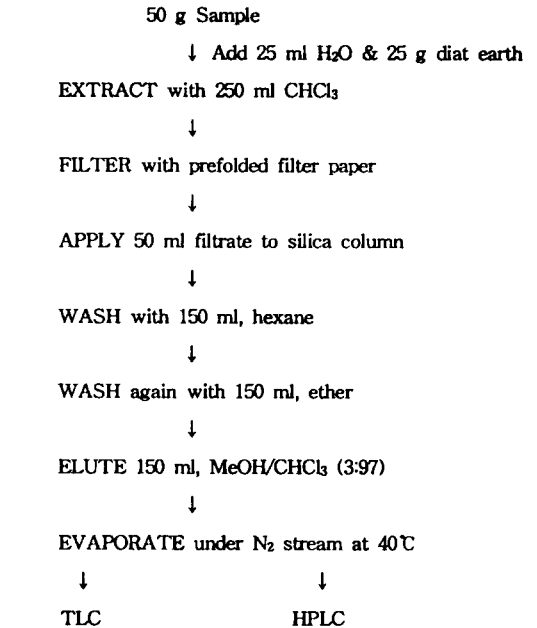 50 g Sample
↓ Add 25 ml H₂O & 25 g diat earth
EXTRACT with 250 ml CHCl₃
↓
FILTER with prefolded filter paper
↓
APPLY 50 ml filtrate to silica column
↓
WASH with 150 ml, hexane
↓
WASH again with 150 ml, ether
↓
ELUTE 150 ml, MeOH/CHCl₃ (3:97)
↓
EVAPORATE under N₂ stream at 40℃
↓ ↓
TLC HPLC